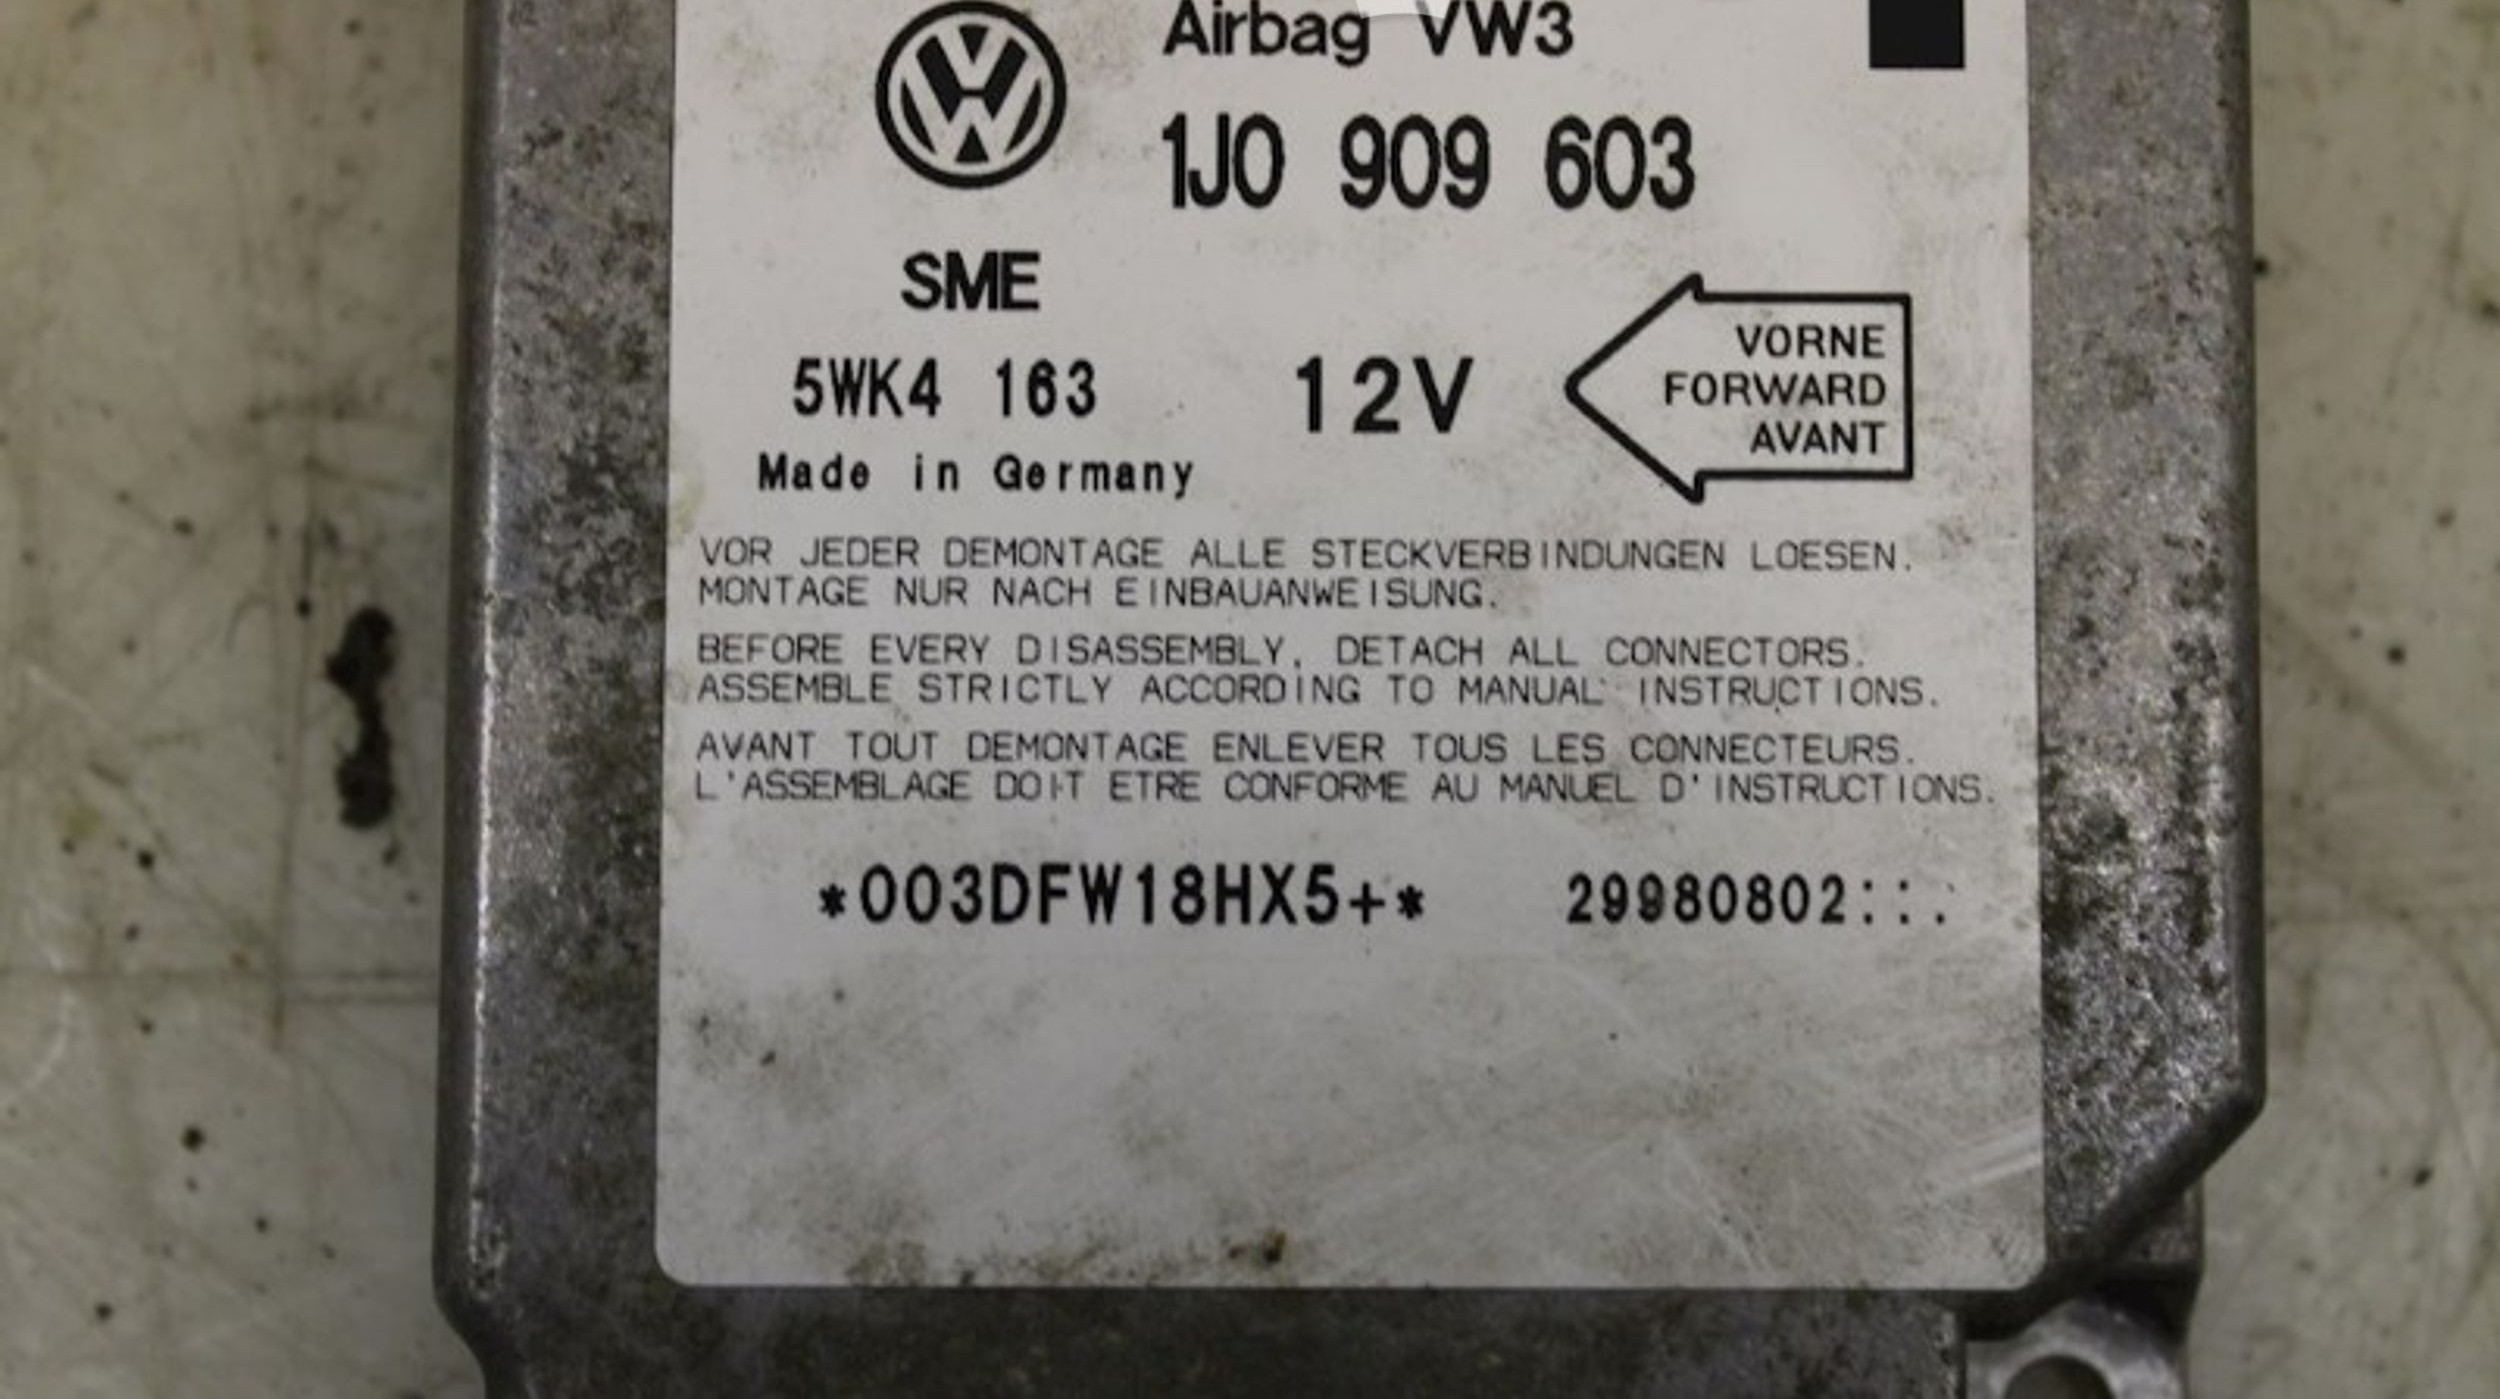 Airbag VW3
1J0 909 603
SME
5WK4 163
12V
VORNE
FORWARD
AVANT
Made in Germany
VOR JEDER DEMONTAGE ALLE STECKVERBINDUNGEN LOESEN.
MONTAGE NUR NACH EINBAUANWEISUNG.
BEFORE EVERY DISASSEMBLY, DETACH ALL CONNECTORS.
ASSEMBLE STRICTLY ACCORDING TO MANUAL INSTRUCTIONS.
AVANT TOUT DEMONTAGE ENLEVER TOUS LES CONNECTEURS.
L'ASSEMBLAGE DOIT ETRE CONFORME AU MANUEL D'INSTRUCTIONS.
*003DFW18HX5+*
29980802::.